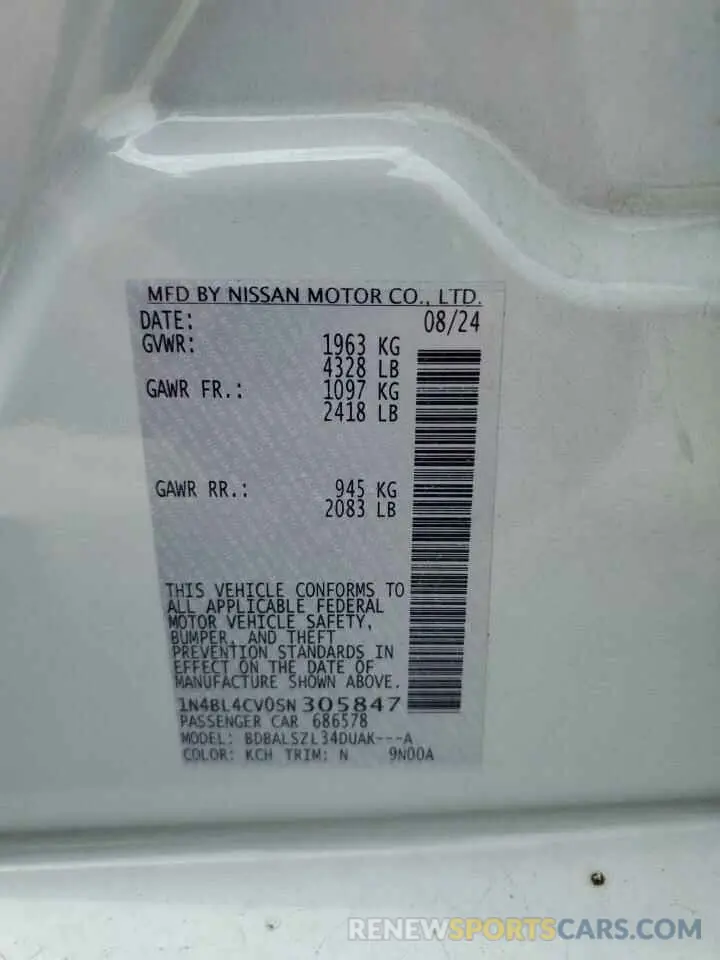 MFD BY NISSAN MOTOR CO., LTD.
DATE: 08/24
GVWR: 1963 KG
4328 LB
GAWR FR.: 1097 KG
2418 LB
GAWR RR.: 945 KG
2083 LB
THIS VEHICLE CONFORMS TO
ALL APPLICABLE FEDERAL
MOTOR VEHICLE SAFETY,
BUMPER, AND THEFT
PREVENTION STANDARDS IN
EFFECT ON THE DATE OF
MANUFACTURE SHOWN ABOVE.
1N4BL4CV0SN305847
PASSENGER CAR 686578
MODEL: BDBALSZL34DUAK---A
COLOR: KCH TRIM: N 9N00A
RENEWSPORTSCARS.COM